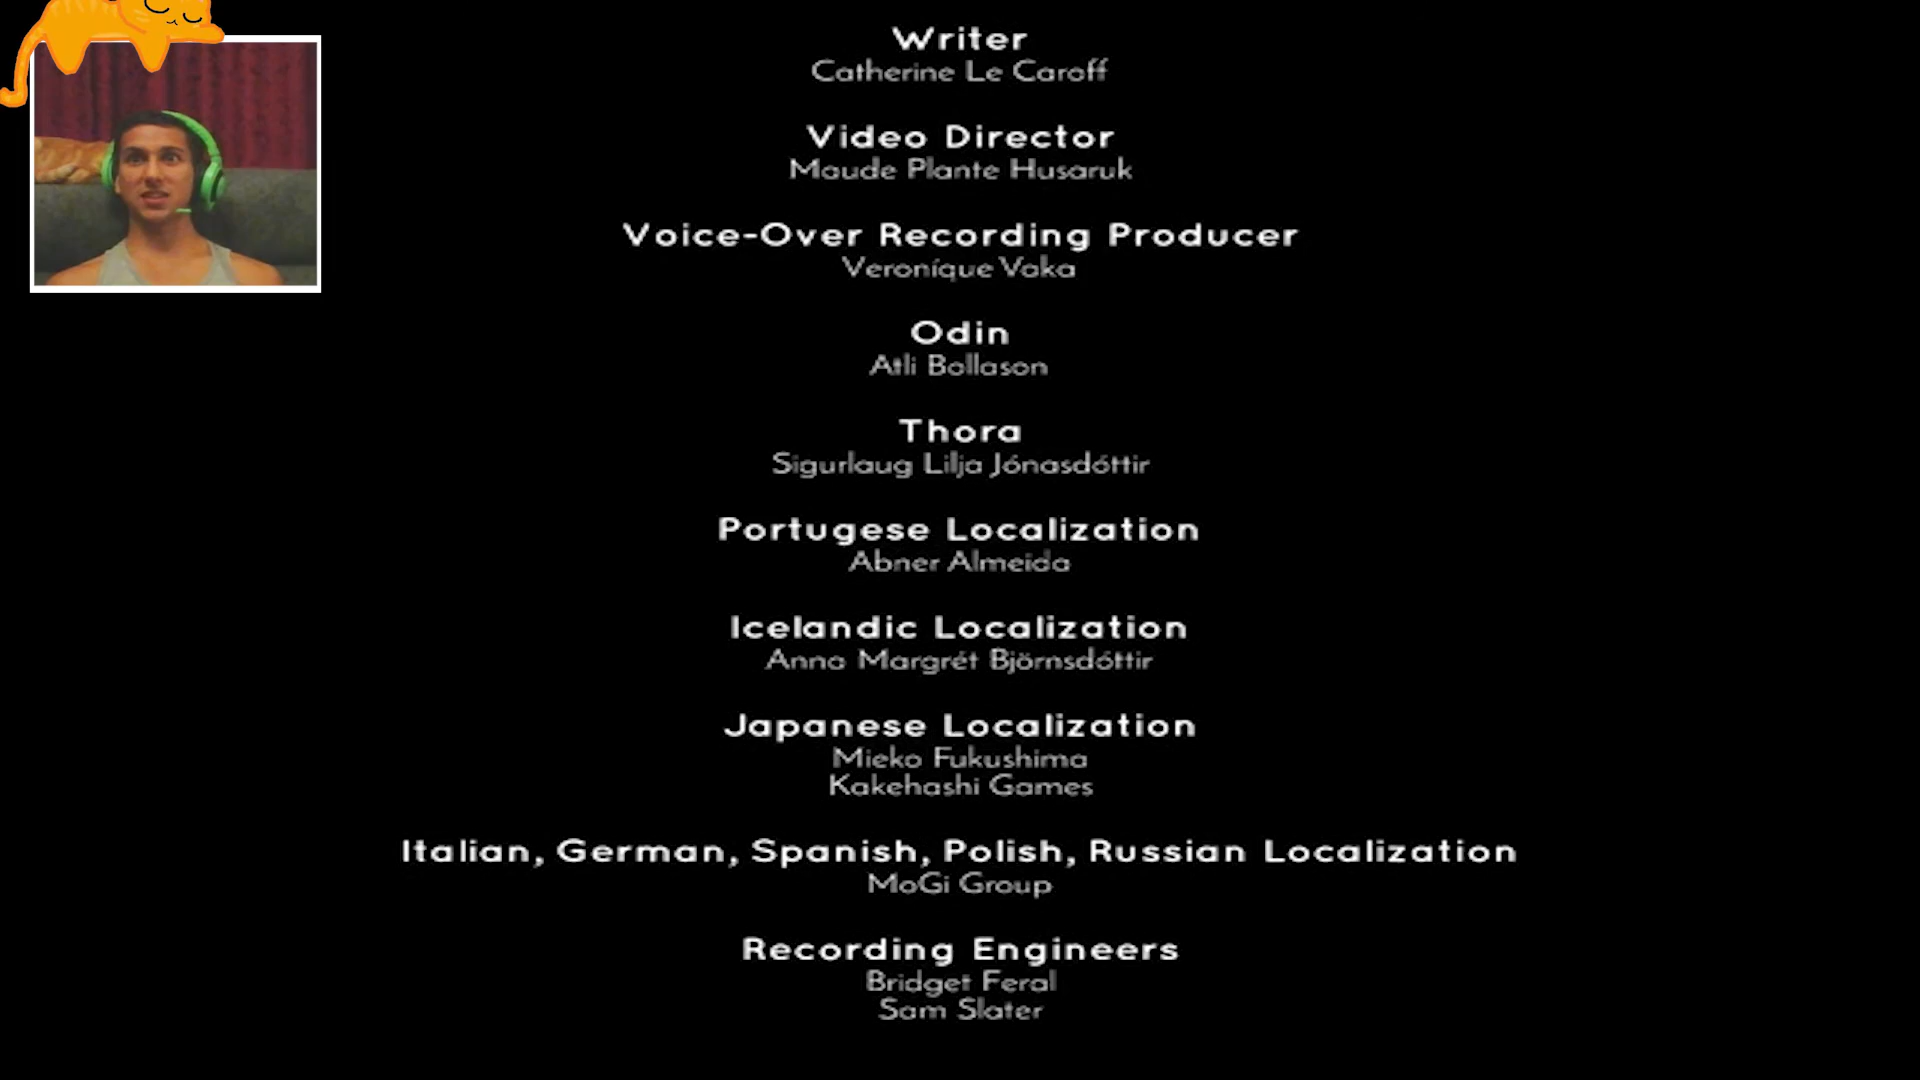 Writer
Catherine Le Caroff
Video Director
Maude Plante Husaruk
Voice-Over Recording Producer
Veroníque Vaka
Odin
Atli Bollason
Thora
Sigurlaug Lilja Jónasdóttir
Portugese Localization
Abner Almeida
Icelandic Localization
Anna Margrét Björnsdóttir
Japanese Localization
Mieko Fukushima
Kakehashi Games
Italian, German, Spanish, Polish, Russian Localization
MoGi Group
Recording Engineers
Bridget Feral
Sam Slater